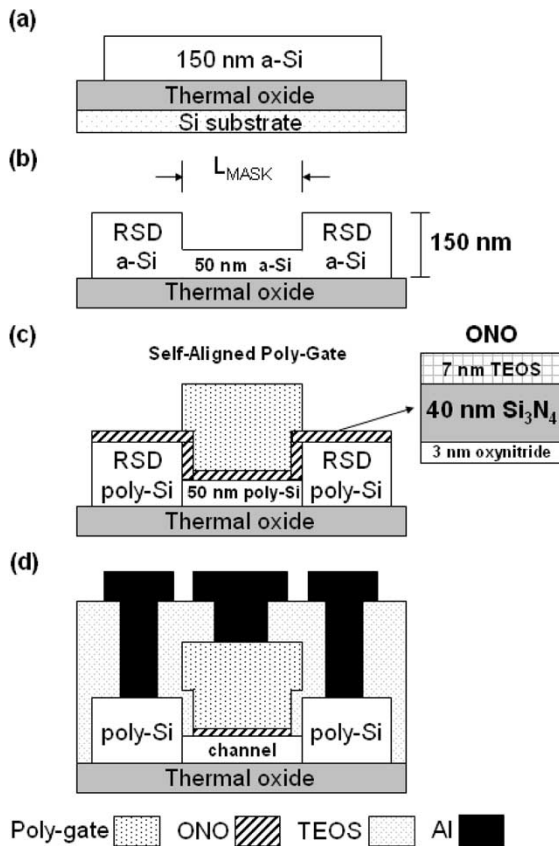 (a)
150 nm a-Si
Thermal oxide
Si substrate
(b)
L_MASK
RSD
a-Si
50 nm a-Si
RSD
a-Si
150 nm
Thermal oxide
(c)
Self-Aligned Poly-Gate
ONO
7 nm TEOS
40 nm Si₃N₄
3 nm oxynitride
RSD
poly-Si
50 nm poly-Si
RSD
poly-Si
Thermal oxide
(d)
poly-Si
channel
poly-Si
Thermal oxide
Poly-gate ONO TEOS Al